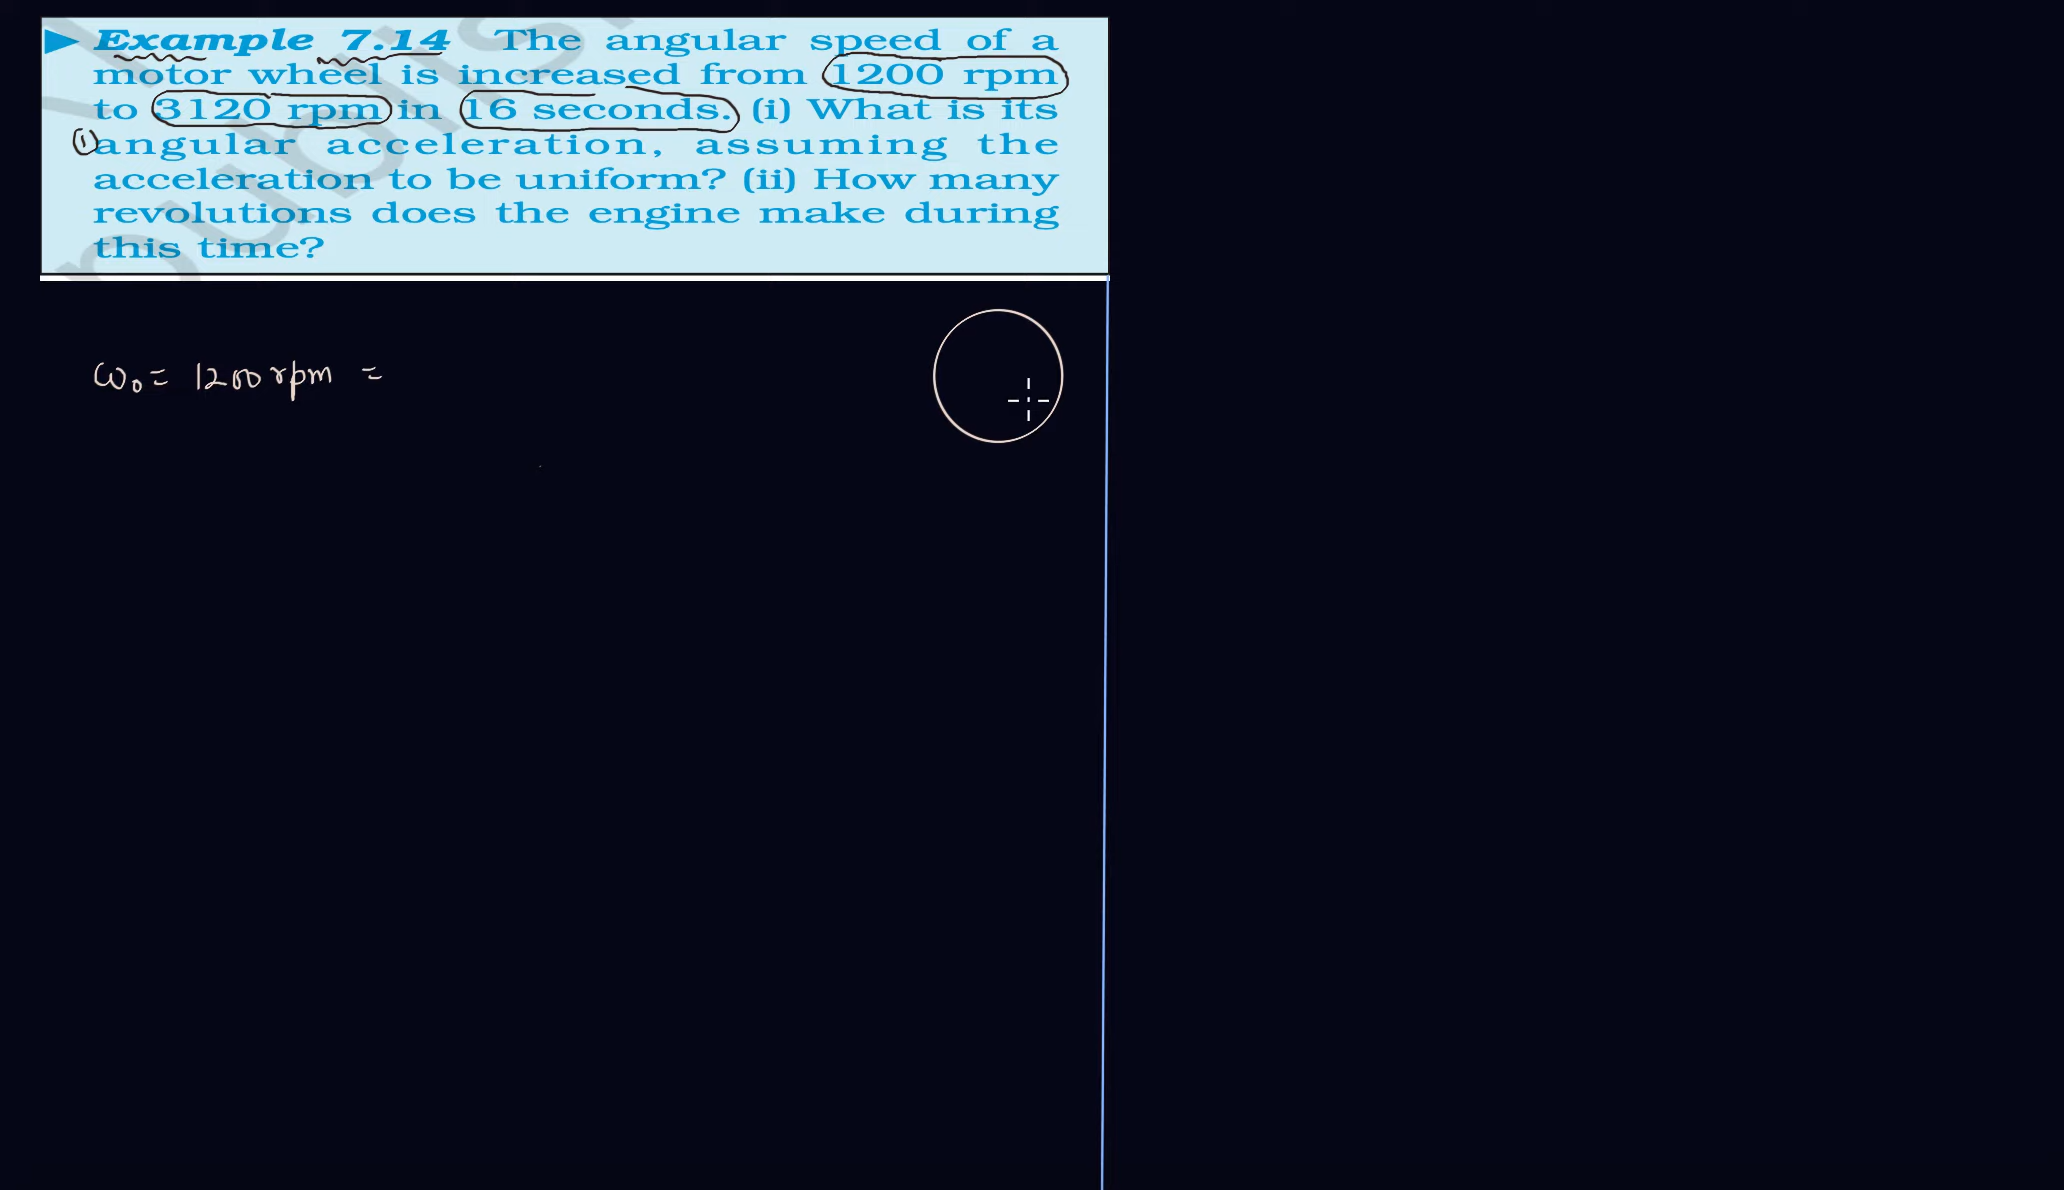 Example 7.14 The angular speed of a
motor wheel is increased from 1200 rpm
to 3120 rpm in 16 seconds. (i) What is its
(1) angular acceleration, assuming the
acceleration to be uniform? (ii) How many
revolutions does the engine make during
this time?
ω₀ = 1200 rpm =